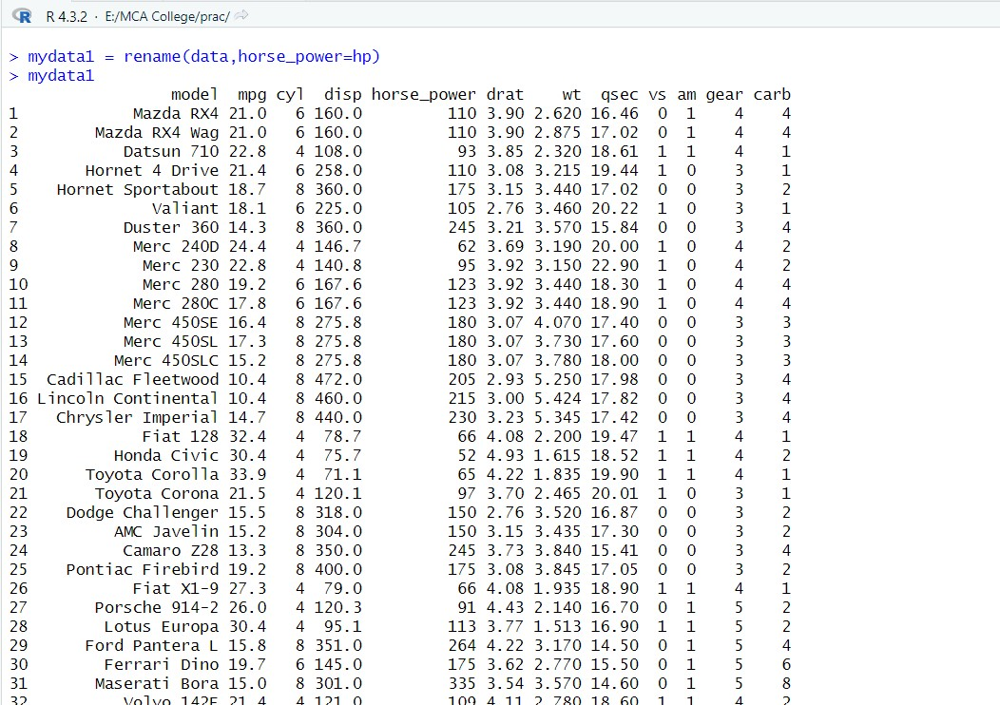 R R 4.3.2 · E:/MCA College/prac/
> mydata1 = rename(data,horse_power=hp)
> mydata1
model mpg cyl disp horse_power drat wt qsec vs am gear carb
1 Mazda RX4 21.0 6 160.0 110 3.90 2.620 16.46 0 1 4 4
2 Mazda RX4 Wag 21.0 6 160.0 110 3.90 2.875 17.02 0 1 4 4
3 Datsun 710 22.8 4 108.0 93 3.85 2.320 18.61 1 1 4 1
4 Hornet 4 Drive 21.4 6 258.0 110 3.08 3.215 19.44 1 0 3 1
5 Hornet Sportabout 18.7 8 360.0 175 3.15 3.440 17.02 0 0 3 2
6 Valiant 18.1 6 225.0 105 2.76 3.460 20.22 1 0 3 1
7 Duster 360 14.3 8 360.0 245 3.21 3.570 15.84 0 0 3 4
8 Merc 240D 24.4 4 146.7 62 3.69 3.190 20.00 1 0 4 2
9 Merc 230 22.8 4 140.8 95 3.92 3.150 22.90 1 0 4 2
10 Merc 280 19.2 6 167.6 123 3.92 3.440 18.30 1 0 4 4
11 Merc 280C 17.8 6 167.6 123 3.92 3.440 18.90 1 0 4 4
12 Merc 450SE 16.4 8 275.8 180 3.07 4.070 17.40 0 0 3 3
13 Merc 450SL 17.3 8 275.8 180 3.07 3.730 17.60 0 0 3 3
14 Merc 450SLC 15.2 8 275.8 180 3.07 3.780 18.00 0 0 3 3
15 Cadillac Fleetwood 10.4 8 472.0 205 2.93 5.250 17.98 0 0 3 4
16 Lincoln Continental 10.4 8 460.0 215 3.00 5.424 17.82 0 0 3 4
17 Chrysler Imperial 14.7 8 440.0 230 3.23 5.345 17.42 0 0 3 4
18 Fiat 128 32.4 4 78.7 66 4.08 2.200 19.47 1 1 4 1
19 Honda Civic 30.4 4 75.7 52 4.93 1.615 18.52 1 1 4 2
20 Toyota Corolla 33.9 4 71.1 65 4.22 1.835 19.90 1 1 4 1
21 Toyota Corona 21.5 4 120.1 97 3.70 2.465 20.01 1 0 3 1
22 Dodge Challenger 15.5 8 318.0 150 2.76 3.520 16.87 0 0 3 2
23 AMC Javelin 15.2 8 304.0 150 3.15 3.435 17.30 0 0 3 2
24 Camaro Z28 13.3 8 350.0 245 3.73 3.840 15.41 0 0 3 4
25 Pontiac Firebird 19.2 8 400.0 175 3.08 3.845 17.05 0 0 3 2
26 Fiat X1-9 27.3 4 79.0 66 4.08 1.935 18.90 1 1 4 1
27 Porsche 914-2 26.0 4 120.3 91 4.43 2.140 16.70 0 1 5 2
28 Lotus Europa 30.4 4 95.1 113 3.77 1.513 16.90 1 1 5 2
29 Ford Pantera L 15.8 8 351.0 264 4.22 3.170 14.50 0 1 5 4
30 Ferrari Dino 19.7 6 145.0 175 3.62 2.770 15.50 0 1 5 6
31 Maserati Bora 15.0 8 301.0 335 3.54 3.570 14.60 0 1 5 8
32 Volvo 142E 21.4 4 121.0 109 4.11 2.780 18.60 1 1 4 2